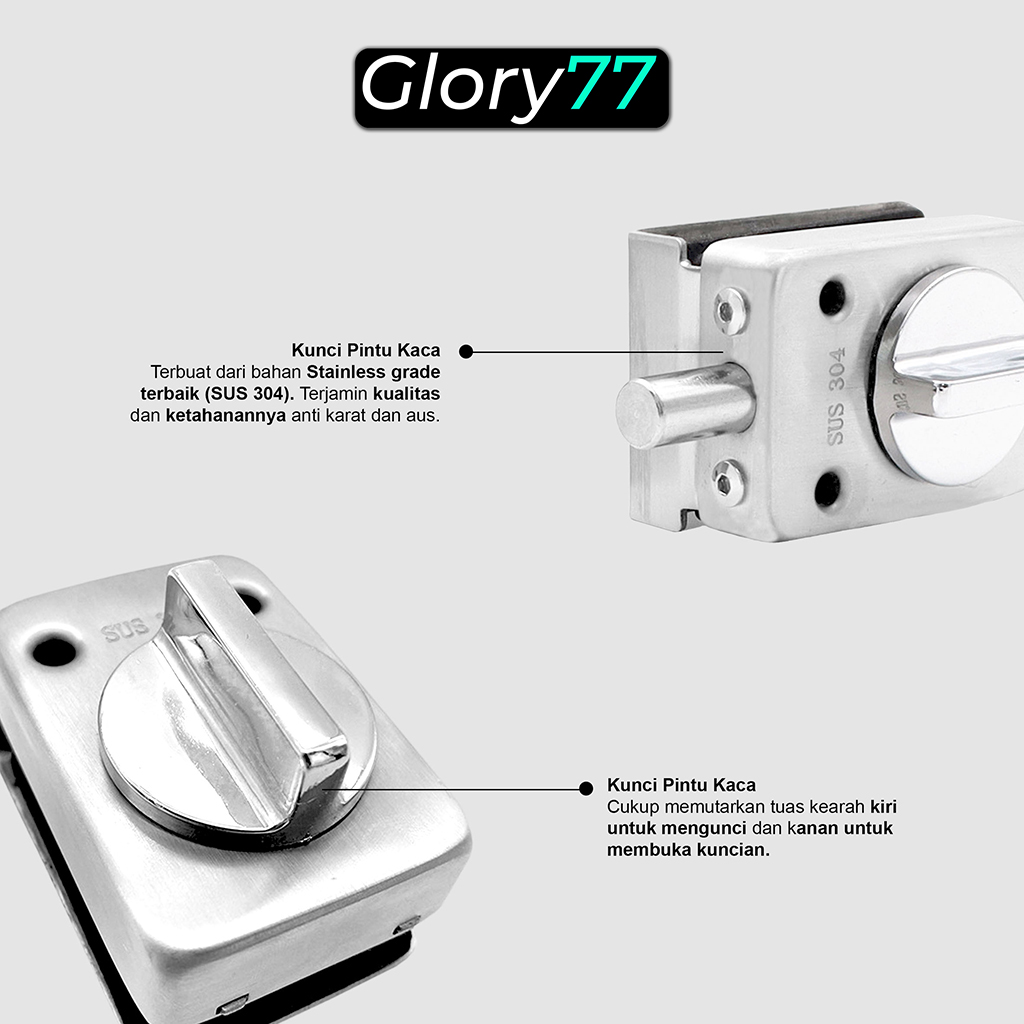 Glory77
Kunci Pintu Kaca
Terbuat dari bahan Stainless grade
terbaik (SUS 304). Terjamin kualitas
dan ketahanannya anti karat dan aus.
SUS 304
SUS
Kunci Pintu Kaca
Cukup memutarkan tuas kearah kiri
untuk mengunci dan kanan untuk
membuka kuncian.